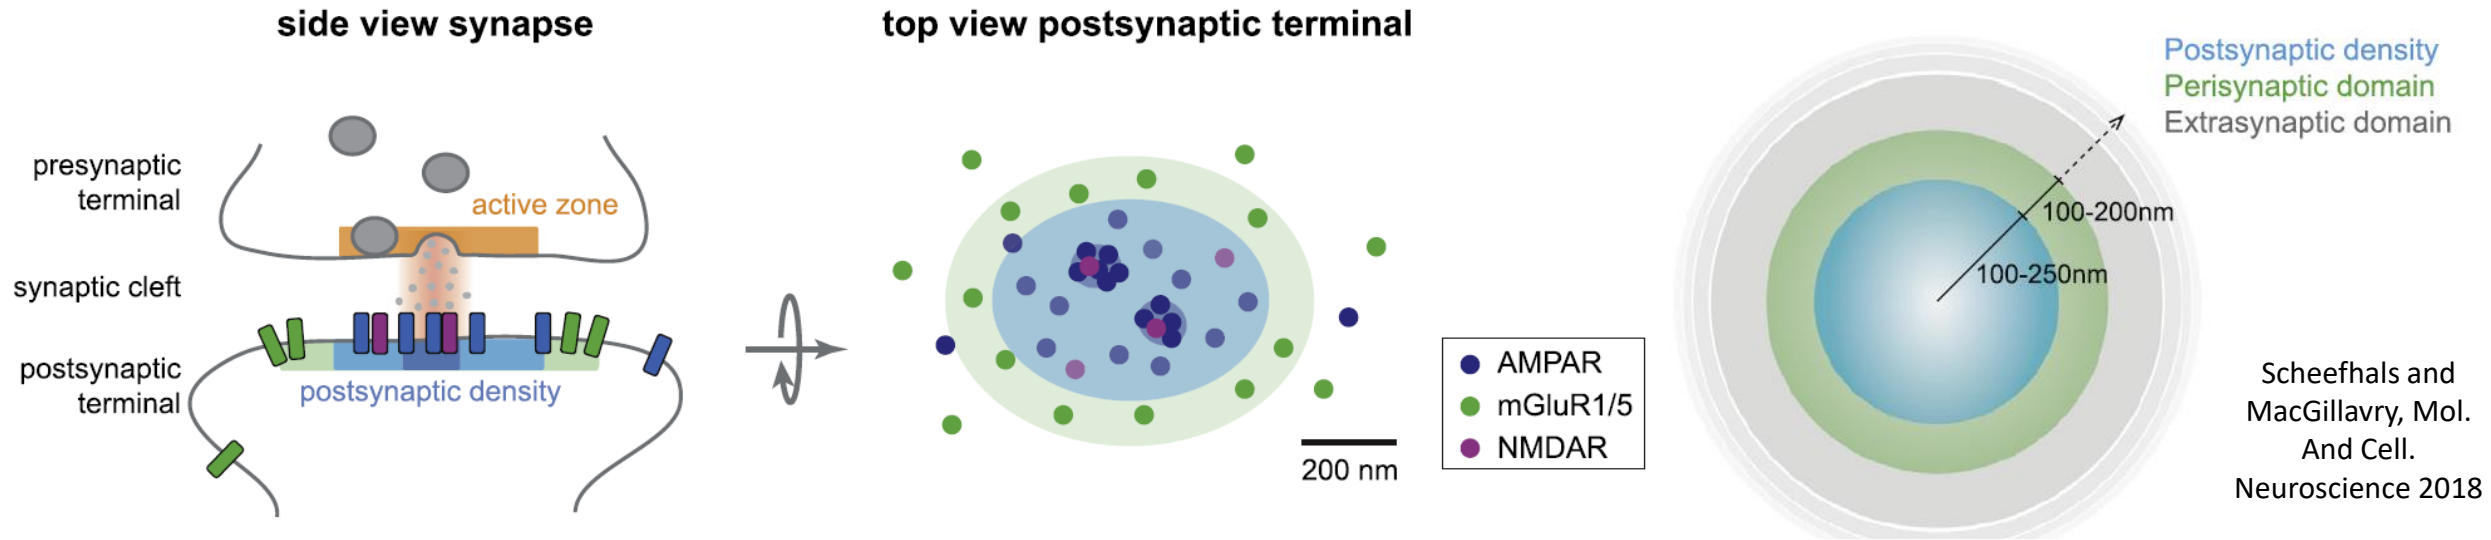 side view synapse
presynaptic
terminal
active zone
synaptic cleft
postsynaptic
terminal
postsynaptic density
top view postsynaptic terminal
200 nm
AMPAR
mGluR1/5
NMDAR
Postsynaptic density
Perisynaptic domain
Extrasynaptic domain
100-200nm
100-250nm
Scheefhals and
MacGillavry, Mol.
And Cell.
Neuroscience 2018